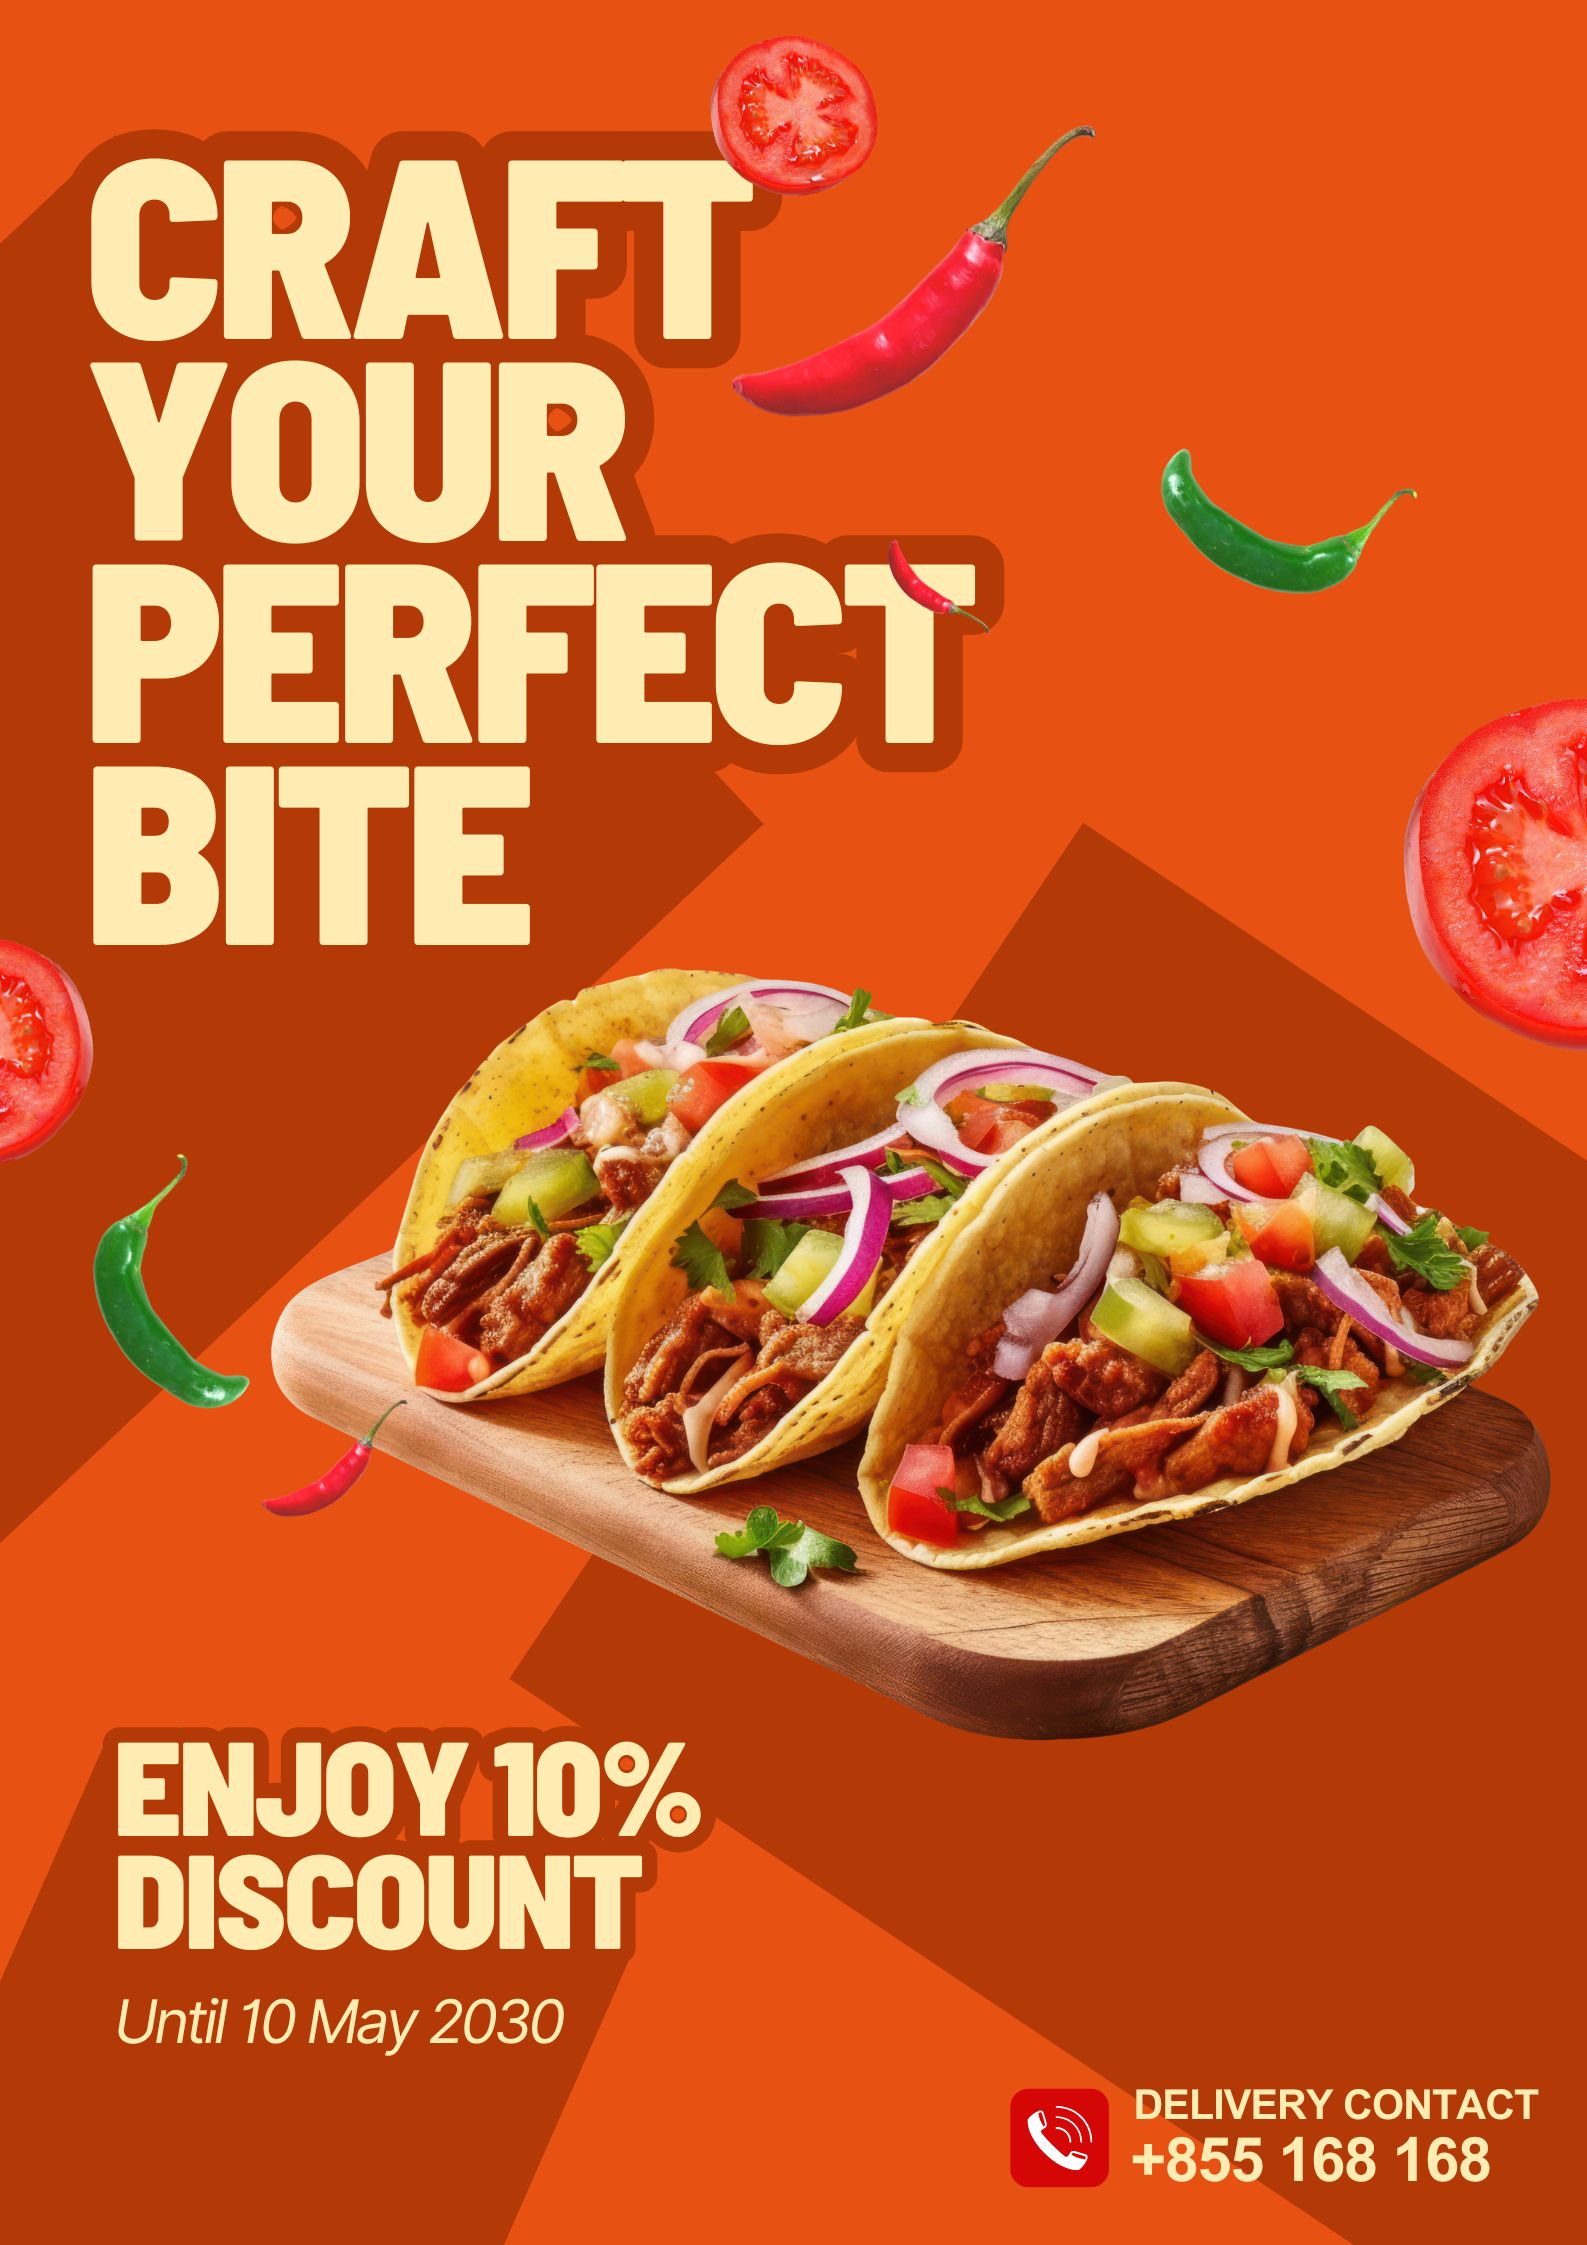 CRAFT
YOUR
PERFECT
BITE
ENJOY 10%
DISCOUNT
Until 10 May 2030
DELIVERY CONTACT
+855 168 168